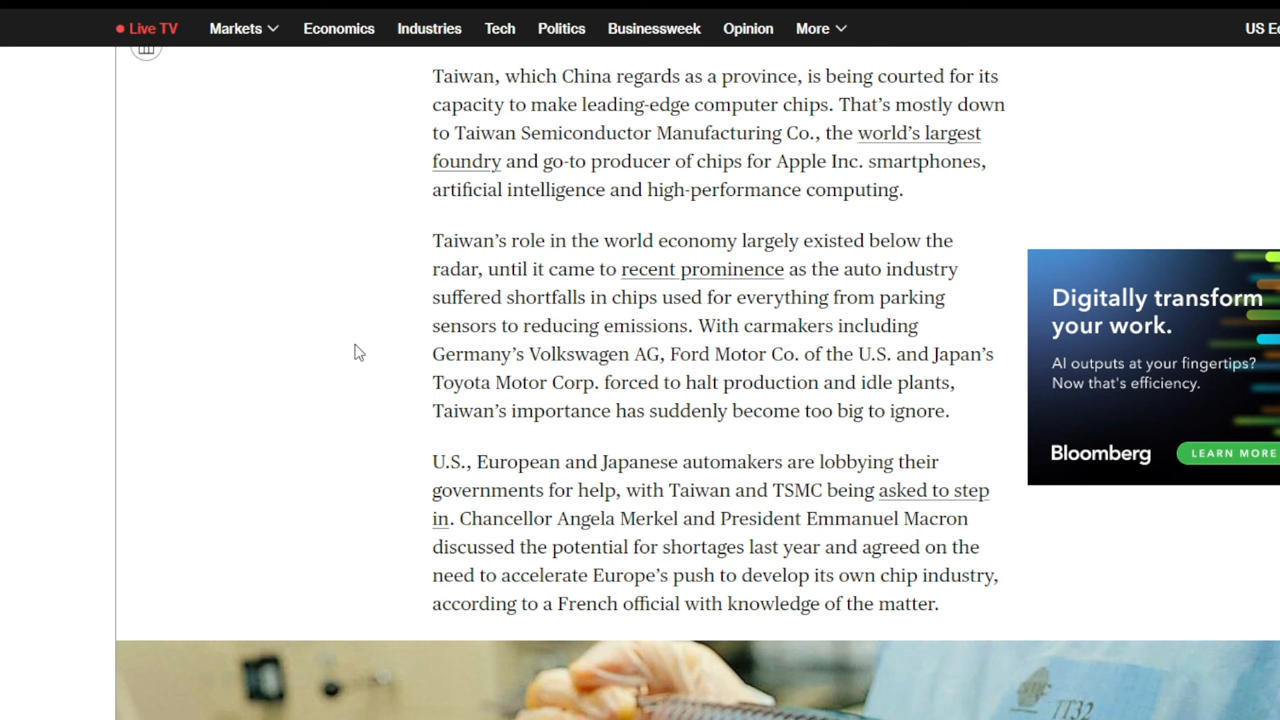 Live TV Markets Economics Industries Tech Politics Businessweek Opinion More US
Taiwan, which China regards as a province, is being courted for its
capacity to make leading-edge computer chips. That’s mostly down
to Taiwan Semiconductor Manufacturing Co., the world’s largest
foundry and go-to producer of chips for Apple Inc. smartphones,
artificial intelligence and high-performance computing.
Taiwan’s role in the world economy largely existed below the
radar, until it came to recent prominence as the auto industry
suffered shortfalls in chips used for everything from parking
sensors to reducing emissions. With carmakers including
Germany’s Volkswagen AG, Ford Motor Co. of the U.S. and Japan’s
Toyota Motor Corp. forced to halt production and idle plants,
Taiwan’s importance has suddenly become too big to ignore.
U.S., European and Japanese automakers are lobbying their
governments for help, with Taiwan and TSMC being asked to step
in. Chancellor Angela Merkel and President Emmanuel Macron
discussed the potential for shortages last year and agreed on the
need to accelerate Europe’s push to develop its own chip industry,
according to a French official with knowledge of the matter.
Digitally transform
your work.
AI outputs at your fingertips?
Now that's efficiency.
Bloomberg
LEARN MORE
TT32